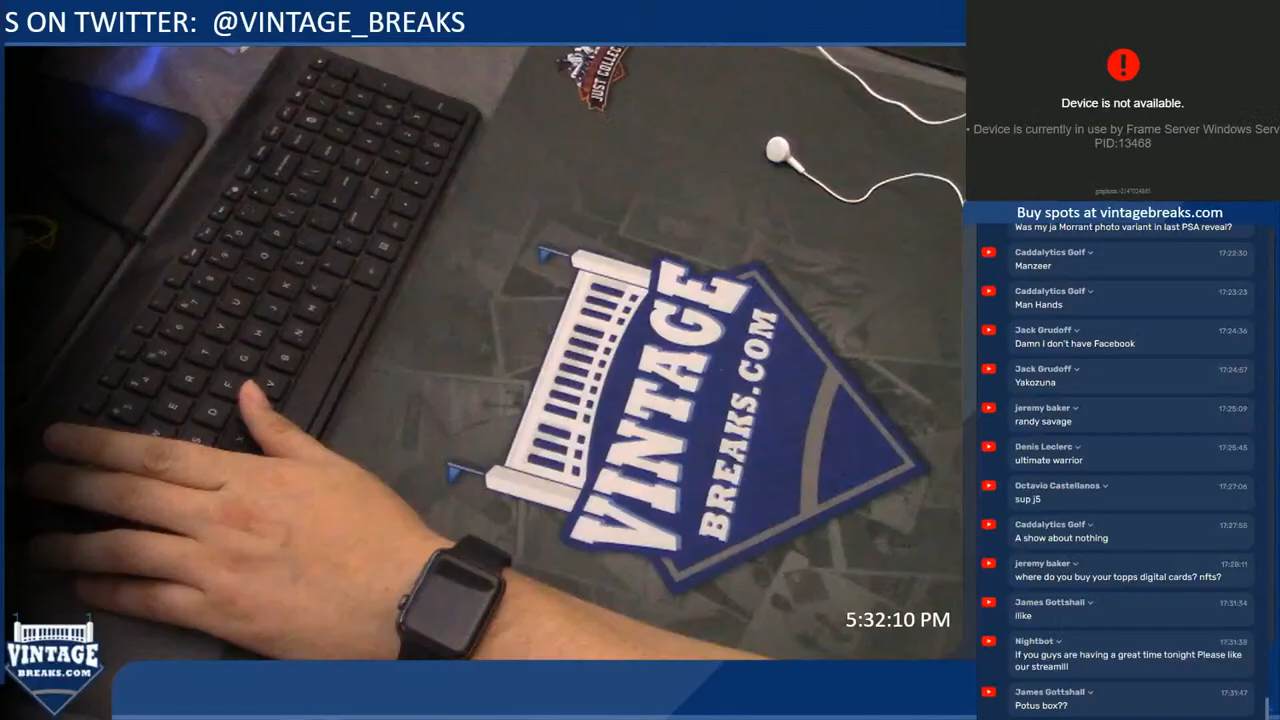 S ON TWITTER: @VINTAGE_BREAKS
JUST COLLEC
VINTAGE
BREAKS.COM
5:32:10 PM
VINTAGE
BREAKS.COM
Device is not available.
• Device is currently in use by Frame Server Windows Serv
PID:13468
Buy spots at vintagebreaks.com
Was my ja Morrant photo variant in last PSA reveal?
Caddalytics Golf 17:22:30
Manzeer
Caddalytics Golf 17:23:23
Man Hands
Jack Grudoff 17:24:36
Damn I don't have Facebook
Jack Grudoff 17:24:57
Yakozuna
jeremy baker 17:25:09
randy savage
Denis Leclerc 17:25:45
ultimate warrior
Octavio Castellanos 17:27:06
sup j5
Caddalytics Golf 17:27:55
A show about nothing
jeremy baker 17:28:11
where do you buy your topps digital cards? nfts?
James Gottshall 17:31:34
!like
Nightbot 17:31:38
If you guys are having a great time tonight Please like
our stream!!!
James Gottshall 17:31:47
Potus box??